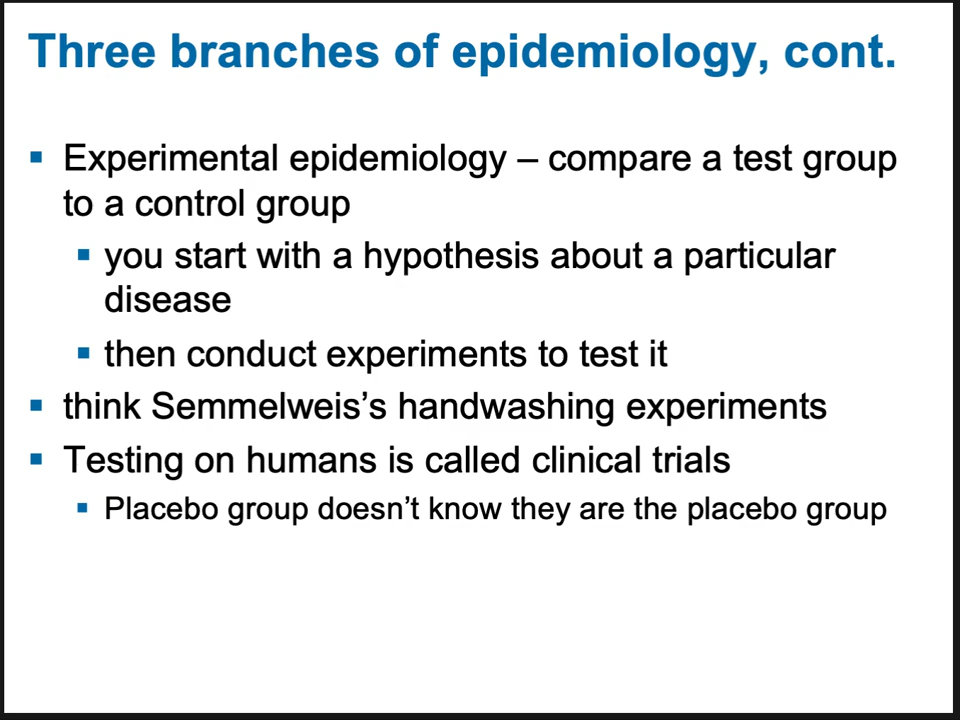 Three branches of epidemiology, cont.
▪ Experimental epidemiology – compare a test group
to a control group
▪ you start with a hypothesis about a particular
disease
▪ then conduct experiments to test it
▪ think Semmelweis’s handwashing experiments
▪ Testing on humans is called clinical trials
▪ Placebo group doesn’t know they are the placebo group